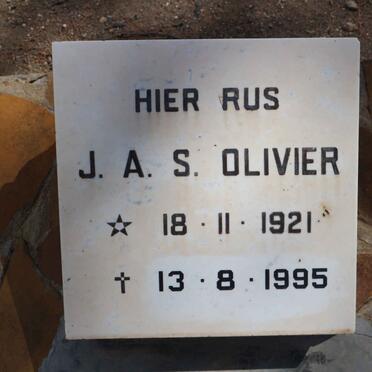 HIER RUS
J. A. S. OLIVIER
☆ 18 · 11 · 1921
† 13 · 8 · 1995